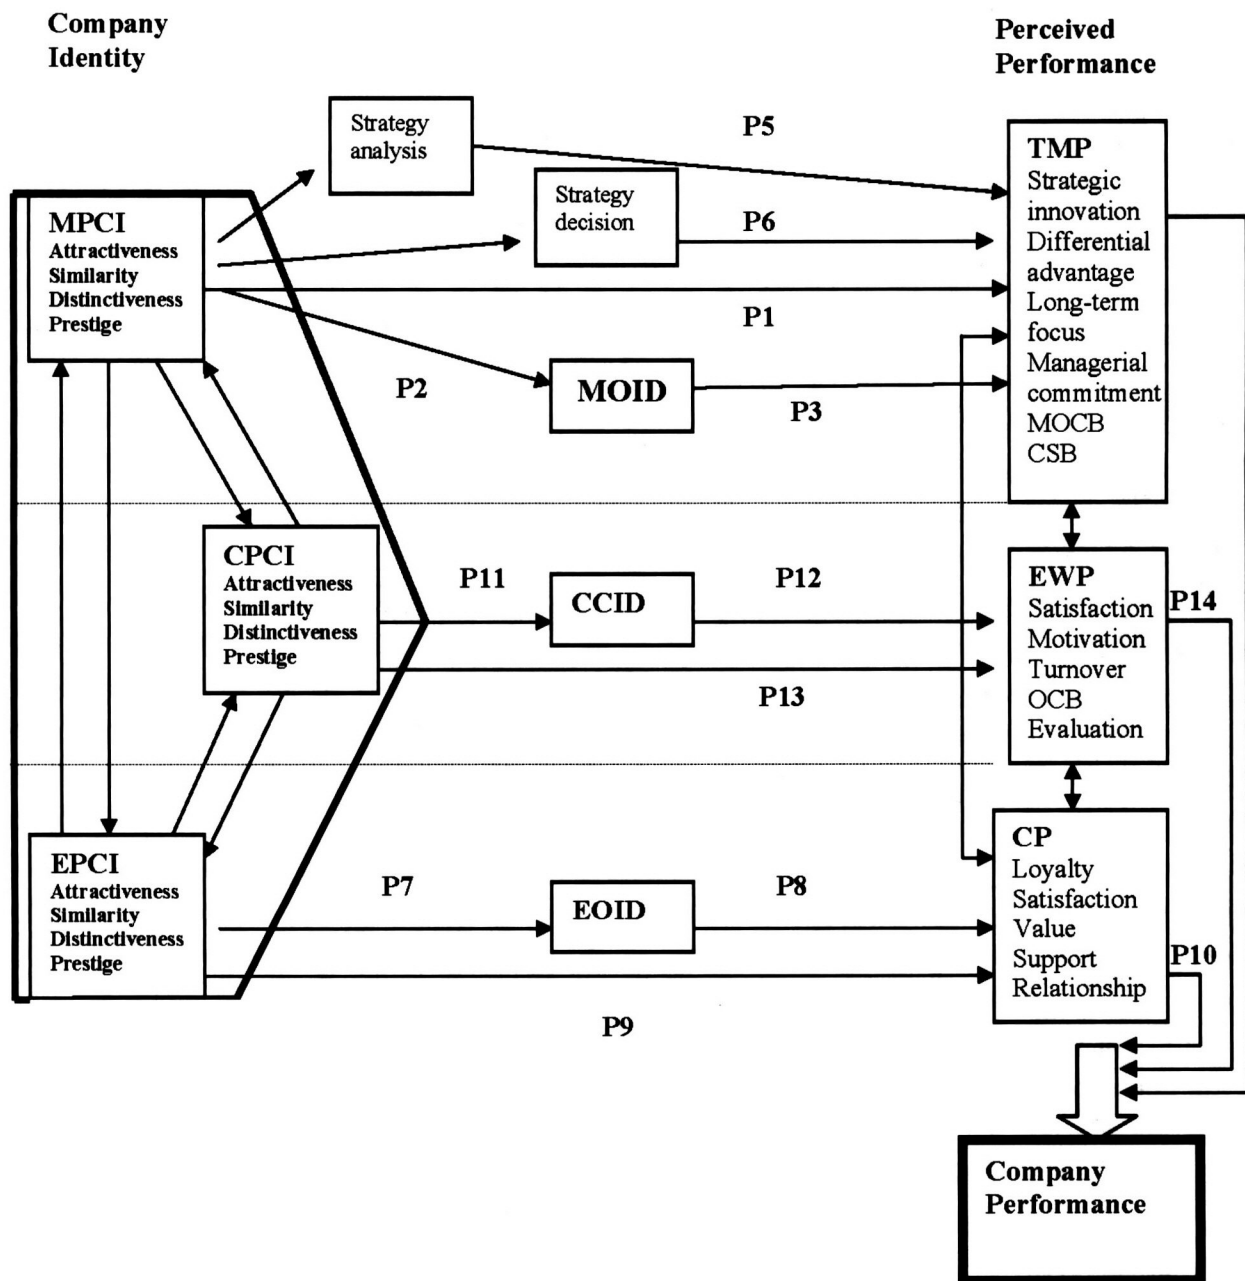 Company
Identity
Perceived
Performance
Strategy
analysis
P5
TMP
Strategic
innovation
Differential
advantage
Long-term
focus
Managerial
commitment
MOCB
CSB
Strategy
decision
P6
MPCI
Attractiveness
Similarity
Distinctiveness
Prestige
P1
P2
MOID
P3
CPCI
Attractiveness
Similarity
Distinctiveness
Prestige
P11
CCID
P12
P13
EWP
Satisfaction
Motivation
Turnover
OCB
Evaluation
P14
EPCI
Attractiveness
Similarity
Distinctiveness
Prestige
P7
EOID
P8
P9
CP
Loyalty
Satisfaction
Value
Support
Relationship
P10
Company
Performance